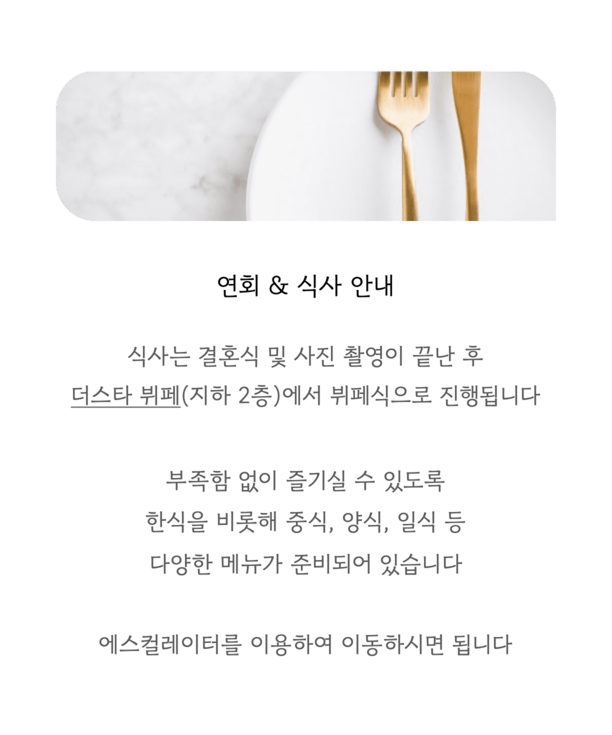 연회 & 식사 안내
식사는 결혼식 및 사진 촬영이 끝난 후
더스타 뷔페(지하 2층)에서 뷔페식으로 진행됩니다
부족함 없이 즐기실 수 있도록
한식을 비롯해 중식, 양식, 일식 등
다양한 메뉴가 준비되어 있습니다
에스컬레이터를 이용하여 이동하시면 됩니다